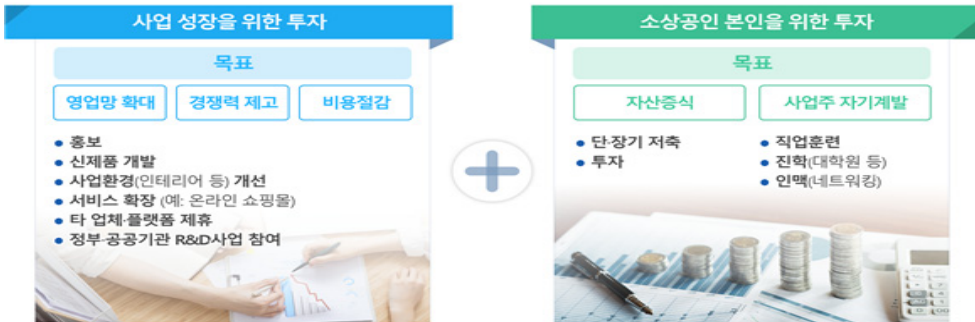 사업 성장을 위한 투자
목표
영업망 확대
경쟁력 제고
비용절감
• 홍보
• 신제품 개발
• 사업환경(인테리어 등) 개선
• 서비스 확장 (예: 온라인 쇼핑몰)
• 타 업체·플랫폼 제휴
• 정부·공공기관 R&D사업 참여
+
소상공인 본인을 위한 투자
목표
자산증식
사업주 자기계발
• 단·장기 저축
• 투자
• 직업훈련
• 진학(대학원 등)
• 인맥(네트워킹)